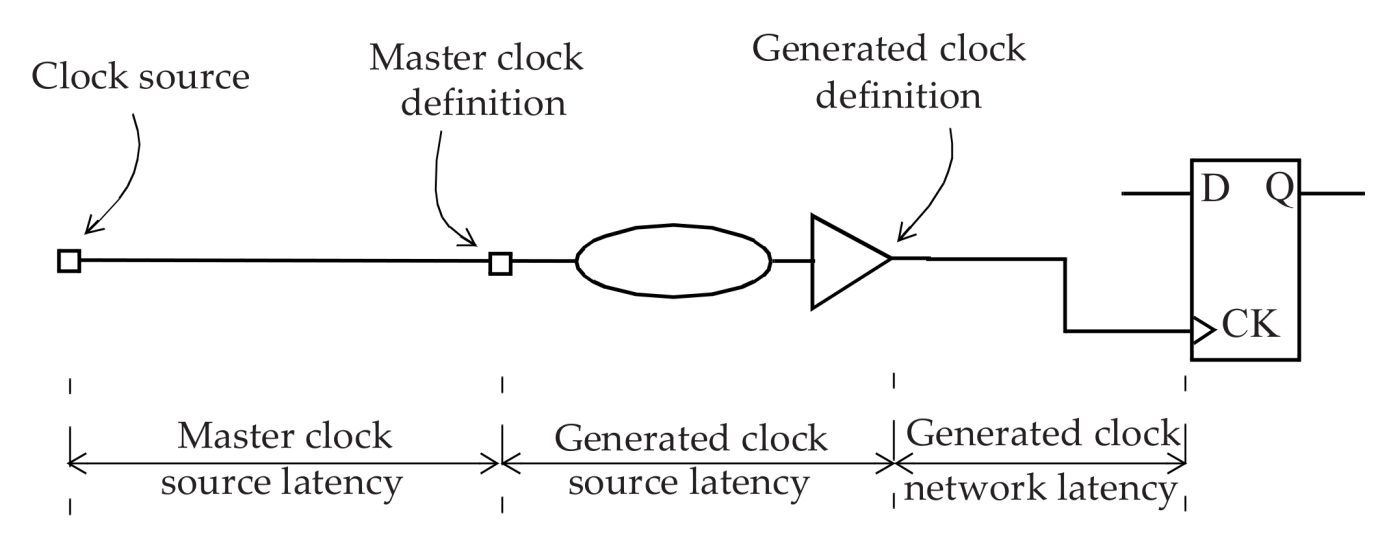 Clock source
Master clock
definition
Generated clock
definition
D Q
CK
Master clock
source latency
Generated clock
source latency
Generated clock
network latency